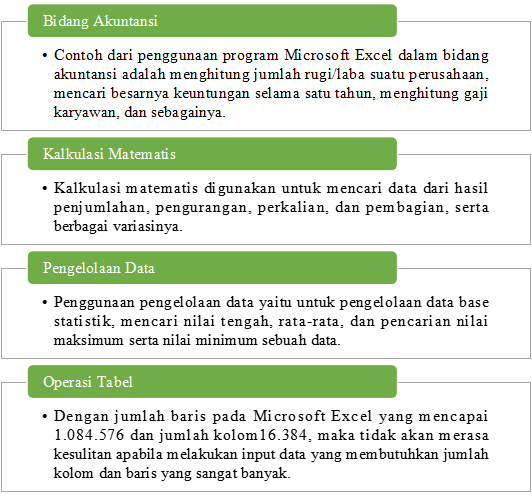 Bidang Akuntansi
• Contoh dari penggunaan program Microsoft Excel dalam bidang
akuntansi adalah menghitung jumlah rugi/laba suatu perusahaan,
mencari besarnya keuntungan selama satu tahun, menghitung gaji
karyawan, dan sebagainya.
Kalkulasi Matematis
• Kalkulasi matematis digunakan untuk mencari data dari hasil
penjumlahan, pengurangan, perkalian, dan pembagian, serta
berbagai variasinya.
Pengelolaan Data
• Penggunaan pengelolaan data yaitu untuk pengelolaan data base
statistik, mencari nilai tengah, rata-rata, dan pencarian nilai
maksimum serta nilai minimum sebuah data.
Operasi Tabel
• Dengan jumlah baris pada Microsoft Excel yang mencapai
1.084.576 dan jumlah kolom16.384, maka tidak akan merasa
kesulitan apabila melakukan input data yang membutuhkan jumlah
kolom dan baris yang sangat banyak.